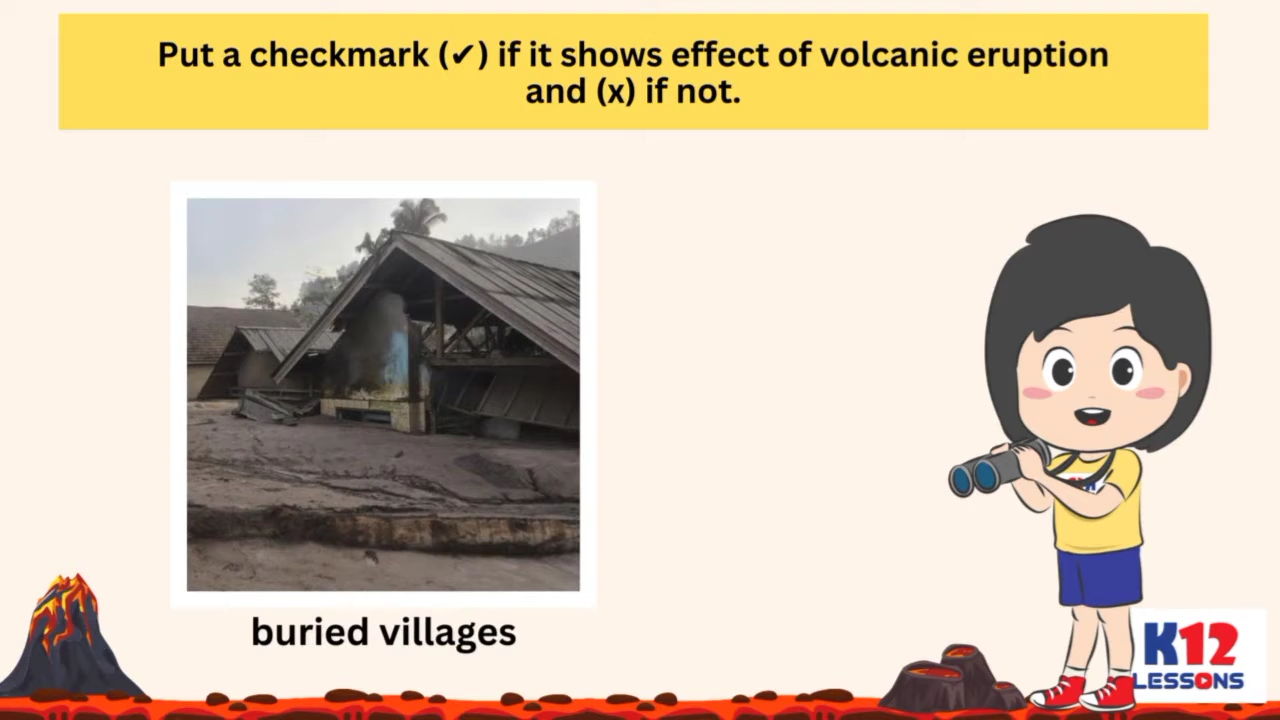 Put a checkmark (✔) if it shows effect of volcanic eruption
and (x) if not.
buried villages
K12
LESSONS